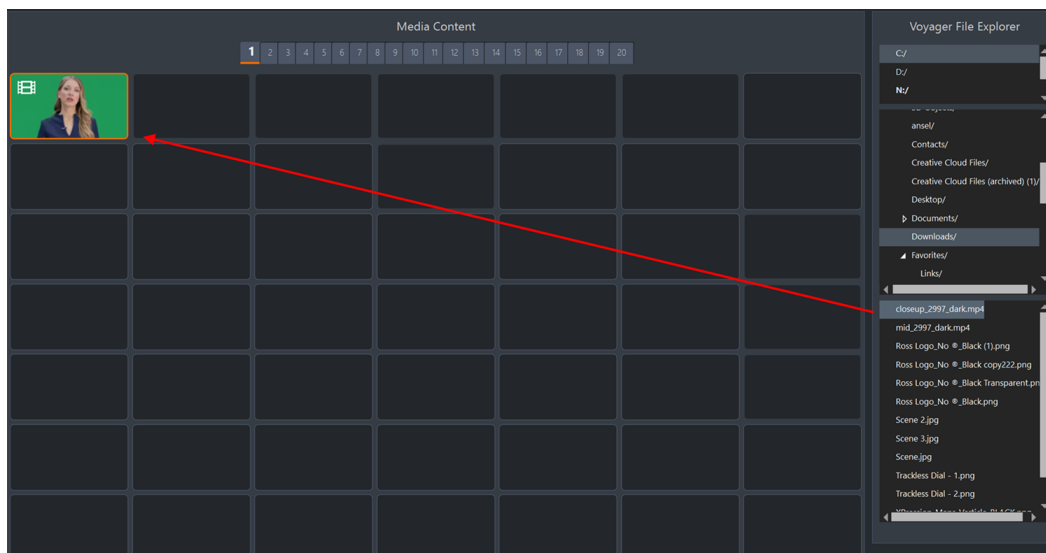 Media Content
1 2 3 4 5 6 7 8 9 10 11 12 13 14 15 16 17 18 19 20
Voyager File Explorer
C:/
D:/
N:/
ansel/
Contacts/
Creative Cloud Files/
Creative Cloud Files (archived) (1)/
Desktop/
Documents/
Downloads/
Favorites/
Links/
closeup_2997_dark.mp4
mid_2997_dark.mp4
Ross Logo_No ®_Black (1).png
Ross Logo_No ®_Black copy222.png
Ross Logo_No ®_Black Transparent.pn
Ross Logo_No ®_Black.png
Scene 2.jpg
Scene 3.jpg
Scene.jpg
Trackless Dial - 1.png
Trackless Dial - 2.png